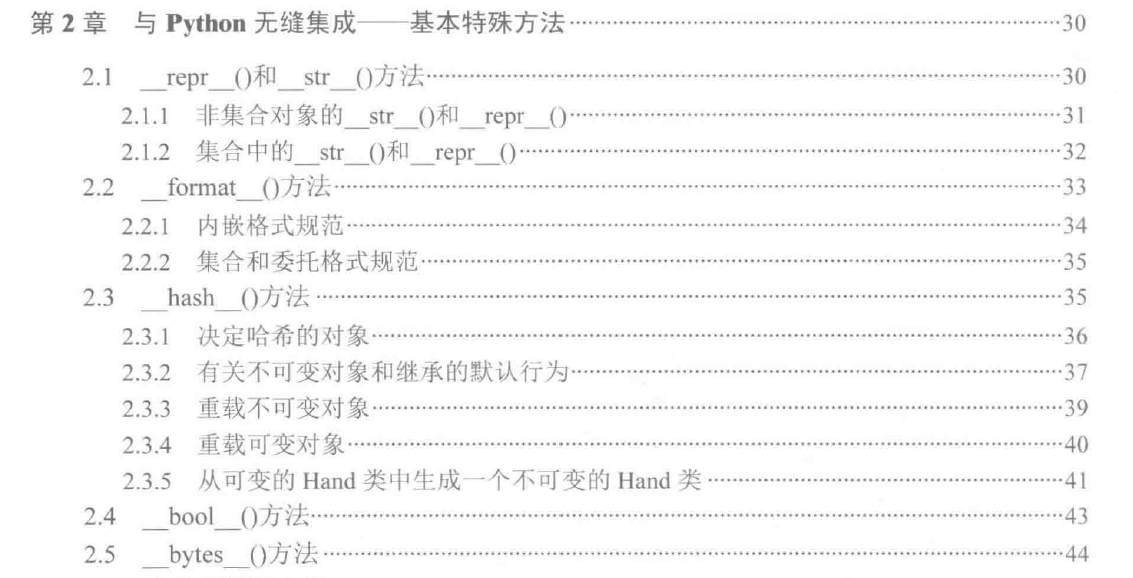 第 2 章 与 Python 无缝集成——基本特殊方法……30
2.1 __repr__()和__str__()方法……30
2.1.1 非集合对象的__str__()和__repr__()……31
2.1.2 集合中的__str__()和__repr__()……32
2.2 __format__()方法……33
2.2.1 内嵌格式规范……34
2.2.2 集合和委托格式规范……35
2.3 __hash__()方法……35
2.3.1 决定哈希的对象……36
2.3.2 有关不可变对象和继承的默认行为……37
2.3.3 重载不可变对象……39
2.3.4 重载可变对象……40
2.3.5 从可变的 Hand 类中生成一个不可变的 Hand 类……41
2.4 __bool__()方法……43
2.5 __bytes__()方法……44